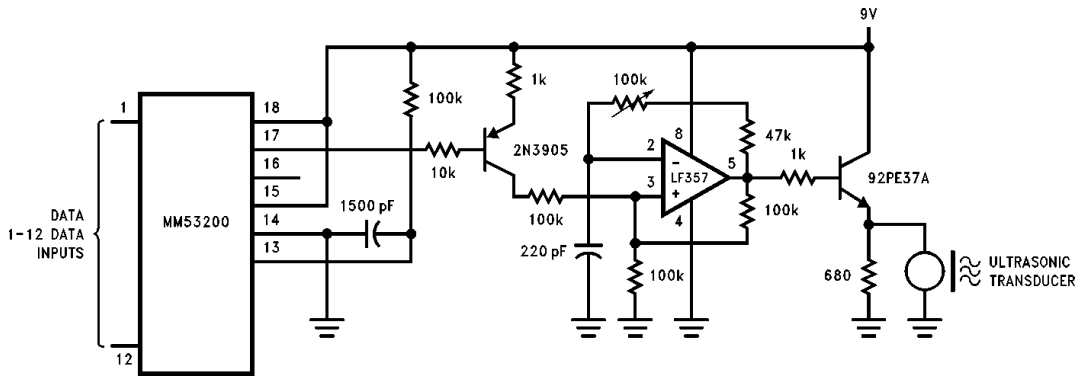 9V
1
18
17
16
15
14
13
12
DATA
1-12 DATA
INPUTS
MM53200
1500 pF
100k
10k
1k
2N3905
100k
220 pF
100k
100k
2
3
8
5
4
-
+
LF357
47k
100k
1k
92PE37A
680
ULTRASONIC
TRANSDUCER